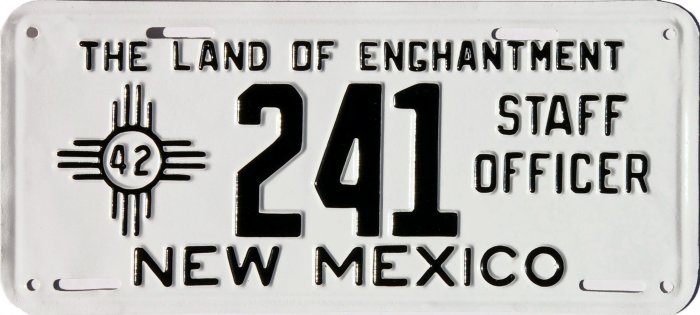 THE LAND OF ENCHANTMENT
42 241 STAFF OFFICER
NEW MEXICO